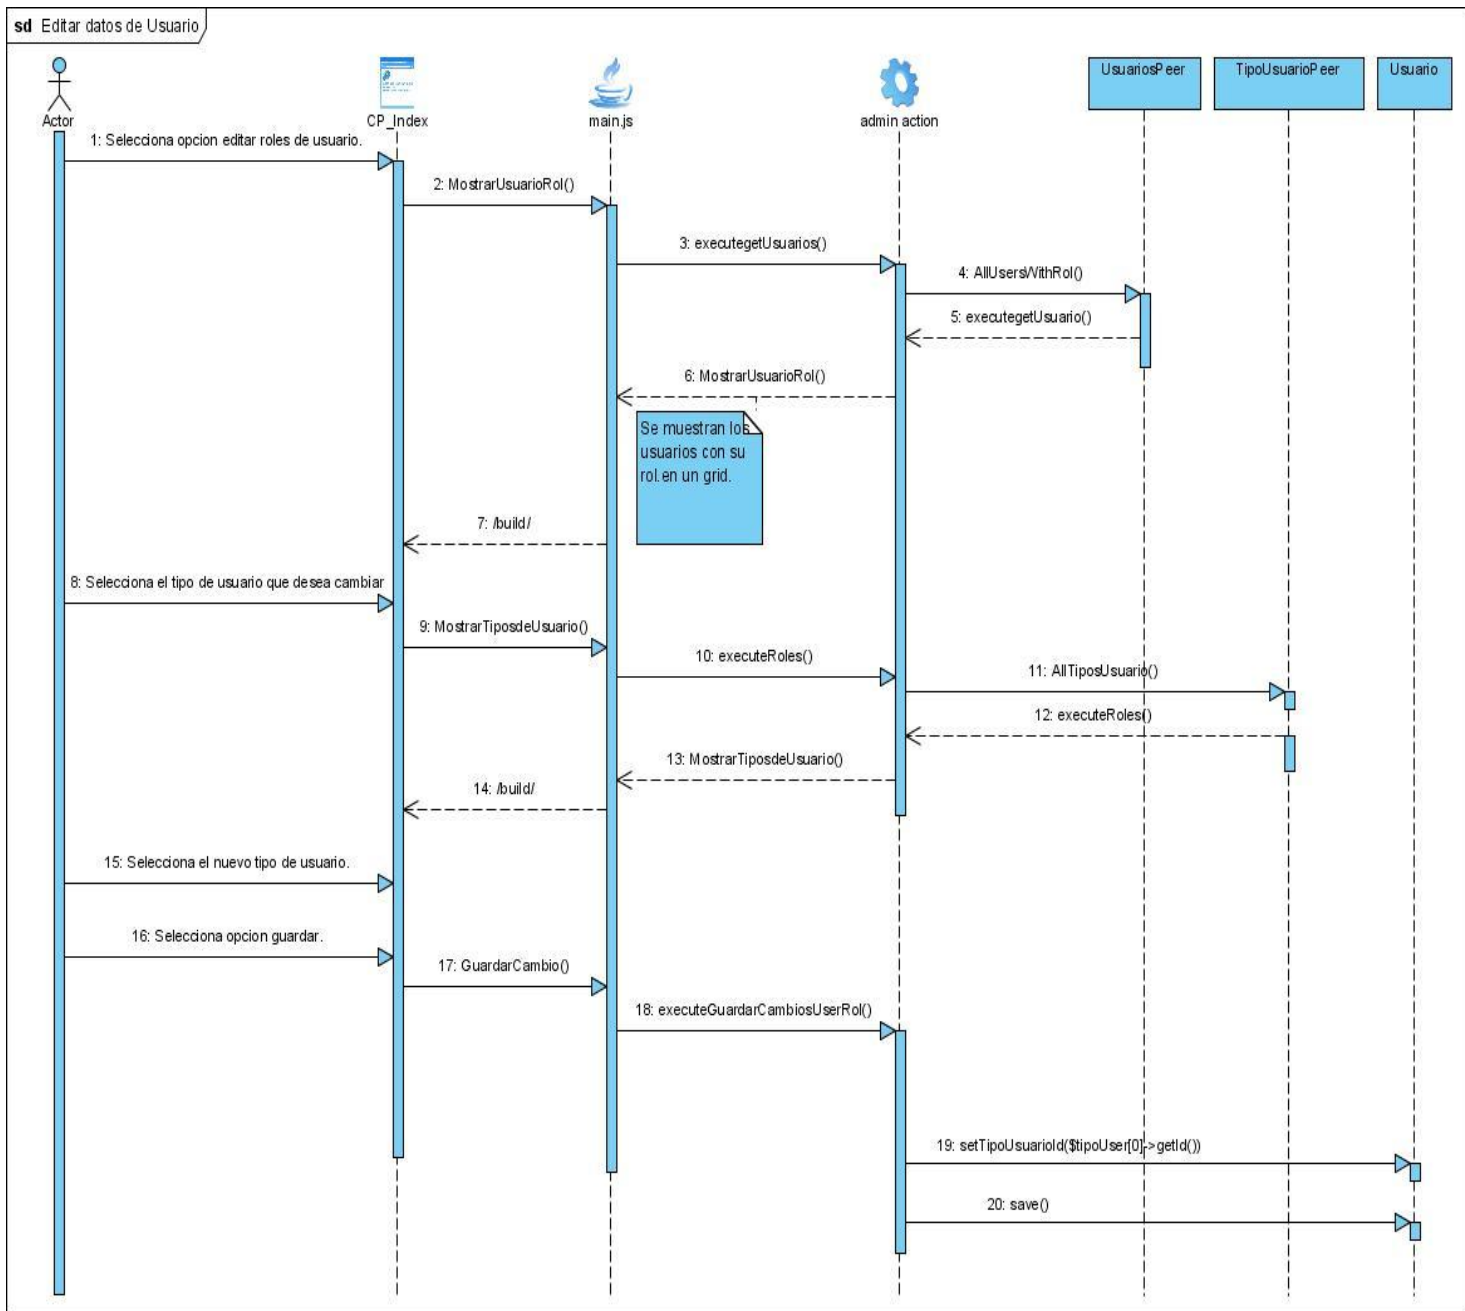 sd Editar datos de Usuario
UsuariosPeer
TipoUsuarioPeer
Usuario
Actor
CP_Index
main.js
admin action
1: Selecciona opcion editar roles de usuario.
2: MostrarUsuarioRol()
3: executegetUsuarios()
4: AllUsersWithRol()
5: executegetUsuario()
6: MostrarUsuarioRol()
Se muestran los
usuarios con su
rol.en un grid.
7: /build/
8: Selecciona el tipo de usuario que desea cambiar
9: MostrarTiposdeUsuario()
10: executeRoles()
11: AllTiposUsuario()
12: executeRoles()
13: MostrarTiposdeUsuario()
14: /build/
15: Selecciona el nuevo tipo de usuario.
16: Selecciona opcion guardar.
17: GuardarCambio()
18: executeGuardarCambiosUserRol()
19: setTipoUsuarioId($tipoUser[0]->getId())
20: save()